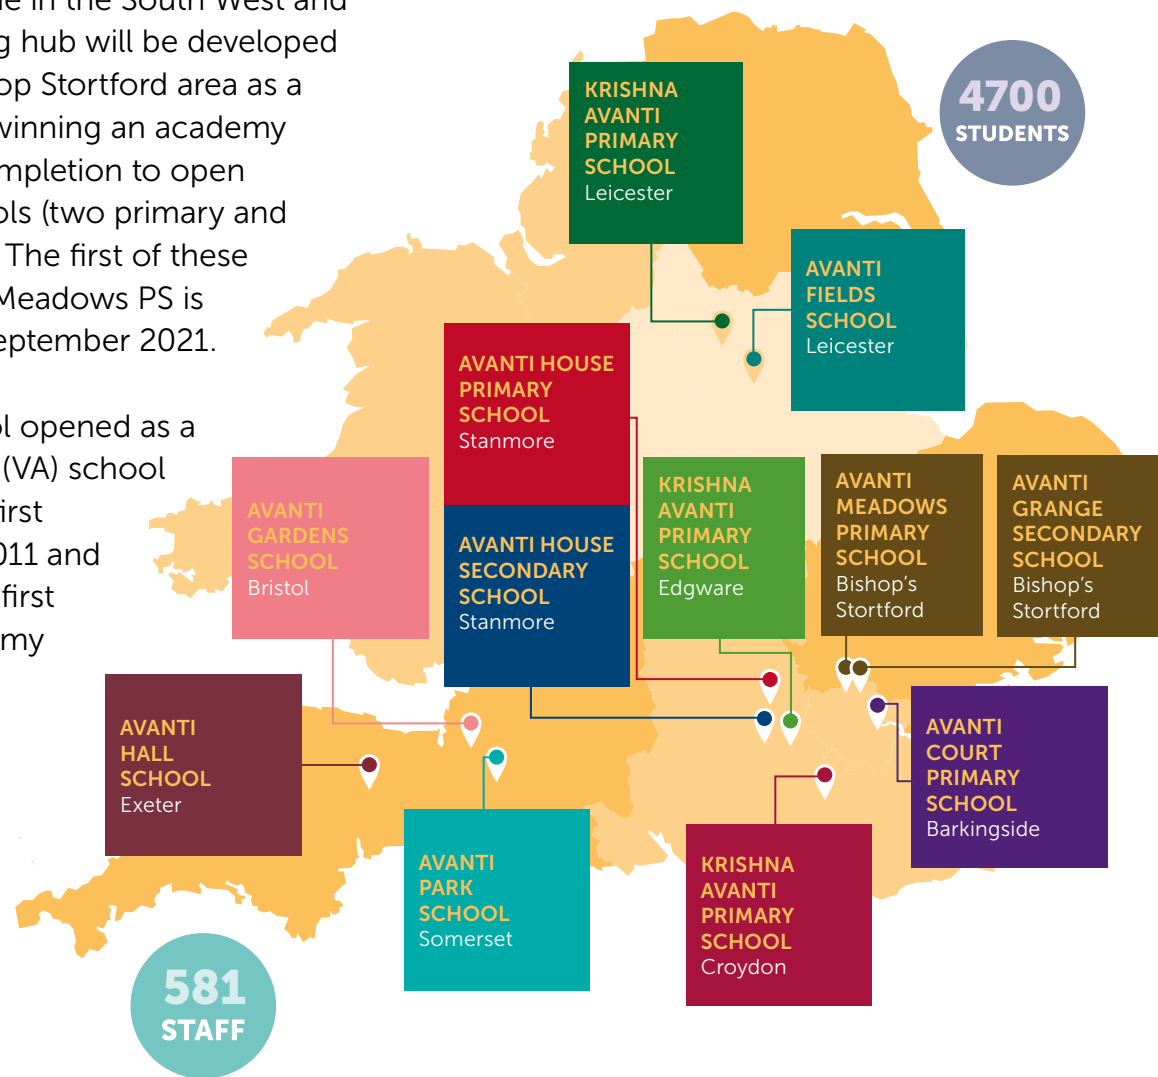 e in the South West and
g hub will be developed
op Stortford area as a
winning an academy
mpletion to open
ols (two primary and
The first of these
Meadows PS is
eptember 2021.
ol opened as a
(VA) school
irst
011 and
first
my
4700
STUDENTS
KRISHNA
AVANTI
PRIMARY
SCHOOL
Leicester
AVANTI
FIELDS
SCHOOL
Leicester
AVANTI HOUSE
PRIMARY
SCHOOL
Stanmore
AVANTI
GARDENS
SCHOOL
Bristol
AVANTI HOUSE
SECONDARY
SCHOOL
Stanmore
KRISHNA
AVANTI
PRIMARY
SCHOOL
Edgware
AVANTI
MEADOWS
PRIMARY
SCHOOL
Bishop's
Stortford
AVANTI
GRANGE
SECONDARY
SCHOOL
Bishop's
Stortford
AVANTI
HALL
SCHOOL
Exeter
AVANTI
PARK
SCHOOL
Somerset
KRISHNA
AVANTI
PRIMARY
SCHOOL
Croydon
AVANTI
COURT
PRIMARY
SCHOOL
Barkingside
581
STAFF